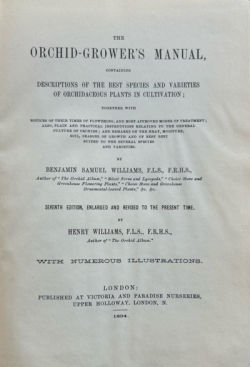 THE
ORCHID-GROWER'S MANUAL,
CONTAINING
DESCRIPTIONS OF THE BEST SPECIES AND VARIETIES
OF ORCHIDACEOUS PLANTS IN CULTIVATION;
TOGETHER WITH
NOTICES OF THEIR TIMES OF FLOWERING, AND MOST APPROVED MODES OF TREATMENT;
ALSO, PLAIN AND PRACTICAL INSTRUCTIONS RELATING TO THE GENERAL
CULTURE OF ORCHIDS; AND REMARKS ON THE HEAT, MOISTURE,
SOIL, SEASONS OF GROWTH AND OF REST BEST
SUITED TO THE SEVERAL SPECIES
AND VARIETIES.
BY
BENJAMIN SAMUEL WILLIAMS, F.L.S., F.R.H.S.,
Author of "The Orchid Album," "Select Ferns and Lycopods," "Choice Stove and
Greenhouse Flowering Plants," "Choice Stove and Greenhouse
Ornamental-leaved Plants," &c. &c.
SEVENTH EDITION, ENLARGED AND REVISED TO THE PRESENT TIME.
BY
HENRY WILLIAMS, F.L.S., F.R.H.S.,
Author of "The Orchid Album."
WITH NUMEROUS ILLUSTRATIONS.
LONDON:
PUBLISHED AT VICTORIA AND PARADISE NURSERIES,
UPPER HOLLOWAY, LONDON, N.
1894.